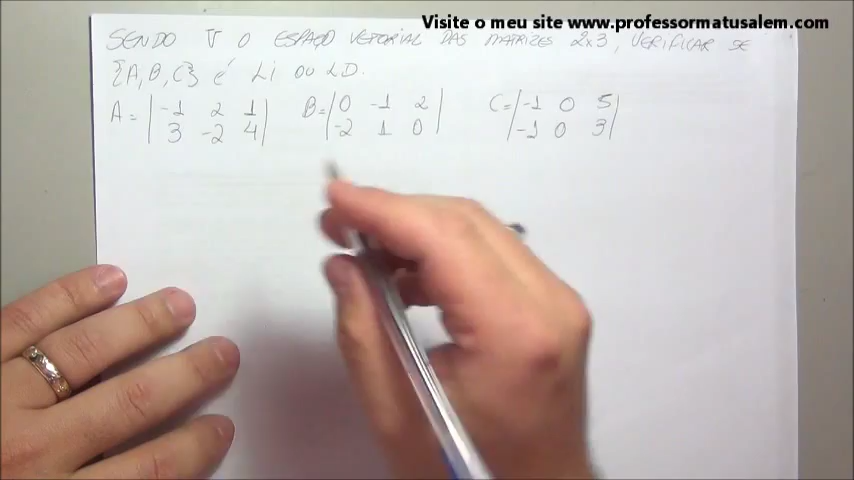 Visite o meu site www.professormatusalem.com
SENDO V O ESPAÇO VETORIAL DAS MATRIZES 2x3, VERIFICAR SE
{A,B,C} É LI OU LD.
A = | -1 2 1 | B = | 0 -1 2 | C = | -1 0 5 |
| 3 -2 4 | | -2 1 0 | | -1 0 3 |